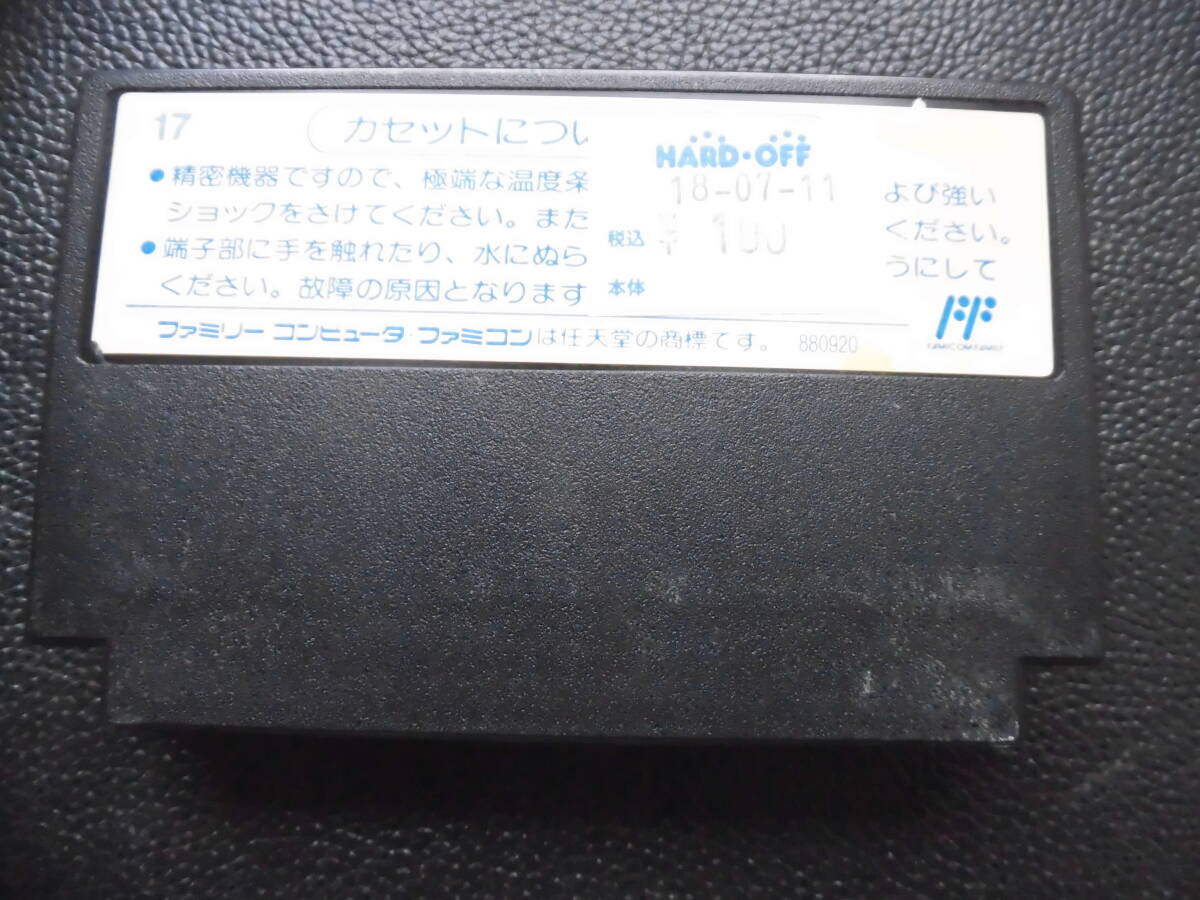 17
カセットについ
精密機器ですので、極端な温度条
よび強い
ショックをさけてください。また
ください。
端子部に手を触れたり、水にぬら
うにして
ください。故障の原因となります
ファミリー コンピュータ・ファミコンは任天堂の商標です。 880920
HARD・OFF
18-07-11
税込 ¥ 100
本体
FF